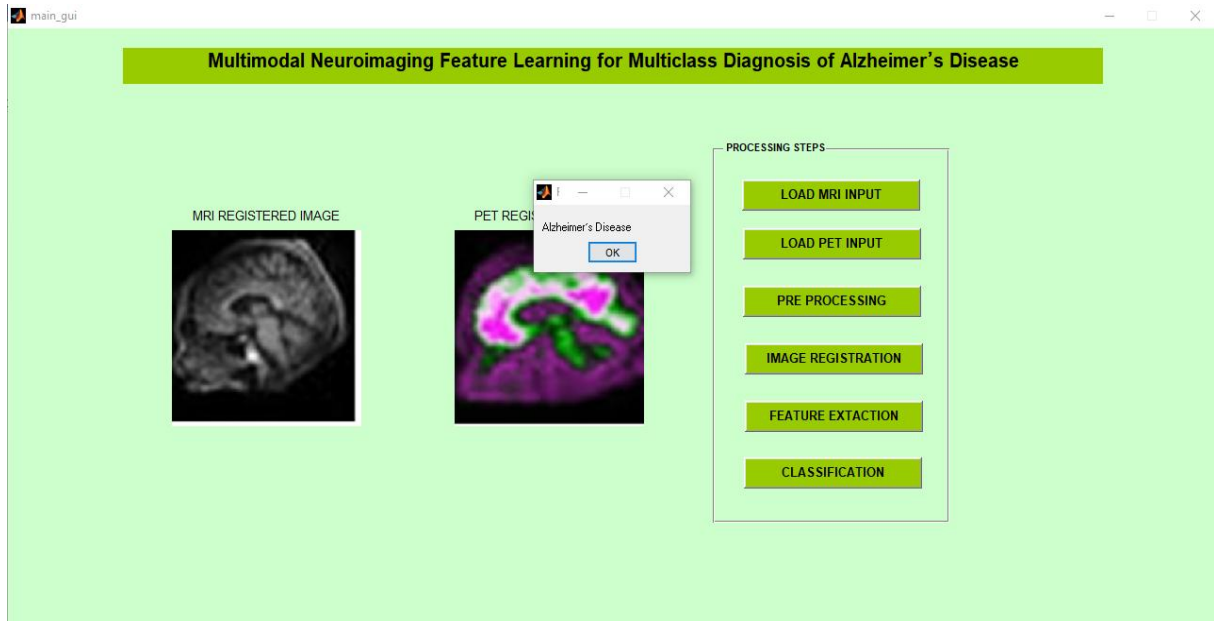 main_gui
Multimodal Neuroimaging Feature Learning for Multiclass Diagnosis of Alzheimer's Disease
PROCESSING STEPS
LOAD MRI INPUT
MRI REGISTERED IMAGE
PET
Alzheimer's Disease
OK
LOAD PET INPUT
PRE PROCESSING
IMAGE REGISTRATION
FEATURE EXTACTION
CLASSIFICATION